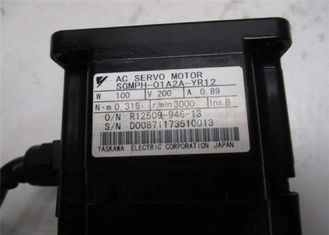 AC SERVO MOTOR
SGMPH-01A2A-YR12
W 100 V 200 A 0.89
N·m 0.318 r/min 3000 Ins. B
O/N R12509-946-13
S/N D0087I173510013
YASKAWA ELECTRIC CORPORATION JAPAN